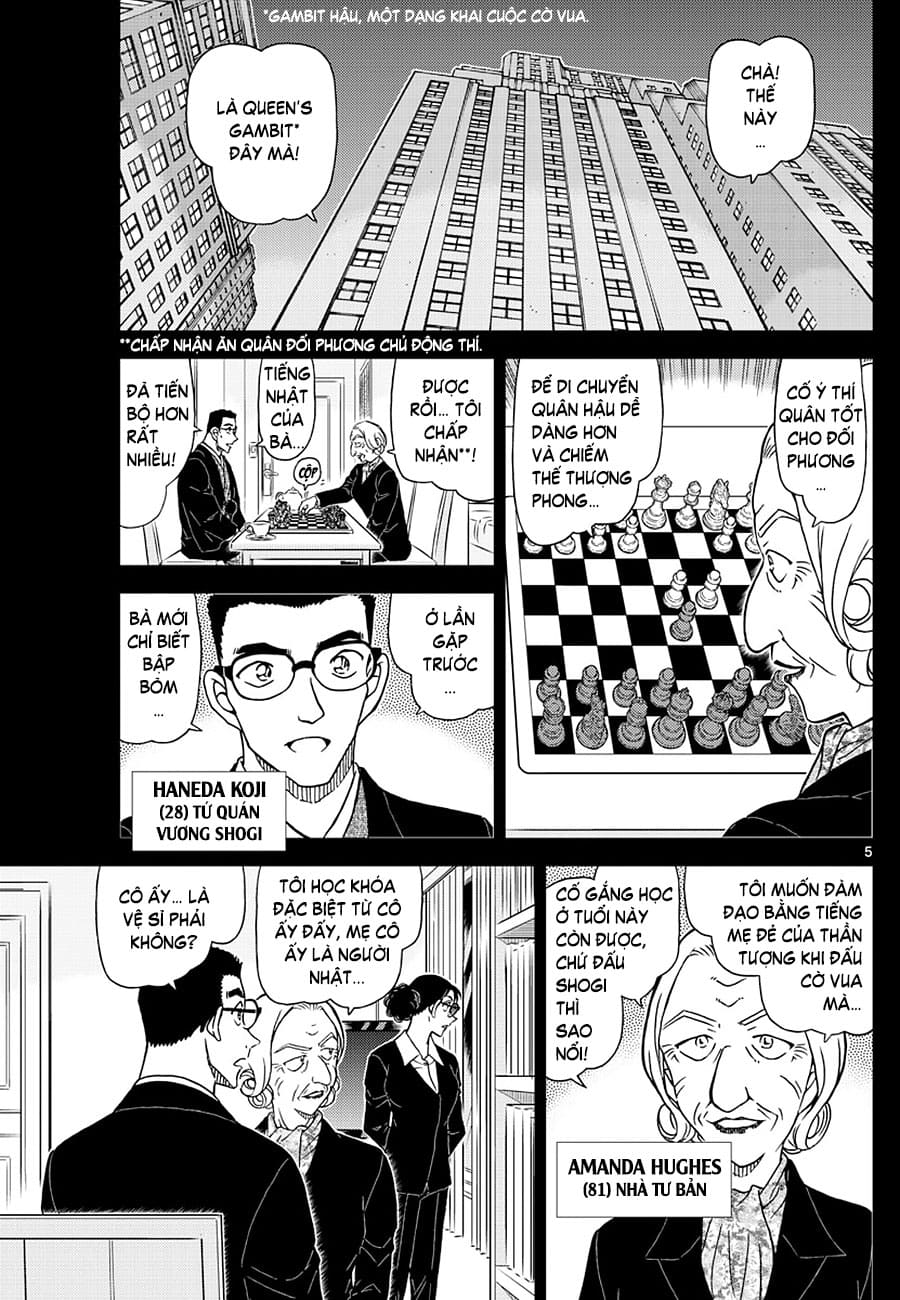 *GAMBIT HẬU, MỘT DẠNG KHAI CUỘC CỜ VUA.
CHÀ!
THẾ
NÀY
...
LÀ QUEEN'S
GAMBIT*
ĐÂY MÀ!
**CHẤP NHẬN ĂN QUÂN ĐỐI PHƯƠNG CHỦ ĐỘNG THÍ.
CỐ Ý THÍ
QUÂN TỐT
CHO ĐỐI
PHƯƠNG
...
ĐỂ DI CHUYỂN
QUÂN HẬU DỄ
DÀNG HƠN
VÀ CHIẾM
THẾ THƯỢNG
PHONG...
ĐƯỢC
RỒI... TÔI
CHẤP
NHẬN**!
CỘP
TIẾNG
NHẬT
CỦA
BÀ...
ĐÃ TIẾN
BỘ HƠN
RẤT
NHIỀU!
Ở LẦN
GẶP
TRƯỚC
...
BÀ MỚI
CHỈ BIẾT
BẬP
BÕM
...
HANEDA KOJI
(28) TỨ QUÁN
VƯƠNG SHOGI
5
TÔI MUỐN ĐÀM
ĐẠO BẰNG TIẾNG
MẸ ĐẺ CỦA THẦN
TƯỢNG KHI ĐẤU
CỜ VUA
MÀ...
CỐ GẮNG HỌC
Ở TUỔI NÀY
CÒN ĐƯỢC,
CHỨ ĐẤU
SHOGI
THÌ
SAO
NỔI!
AMANDA HUGHES
(81) NHÀ TƯ BẢN
TÔI HỌC KHÓA
ĐẶC BIỆT TỪ CÔ
ẤY ĐẤY, MẸ CÔ
ẤY LÀ NGƯỜI
NHẬT...
CÔ ẤY... LÀ
VỆ SĨ PHẢI
KHÔNG?